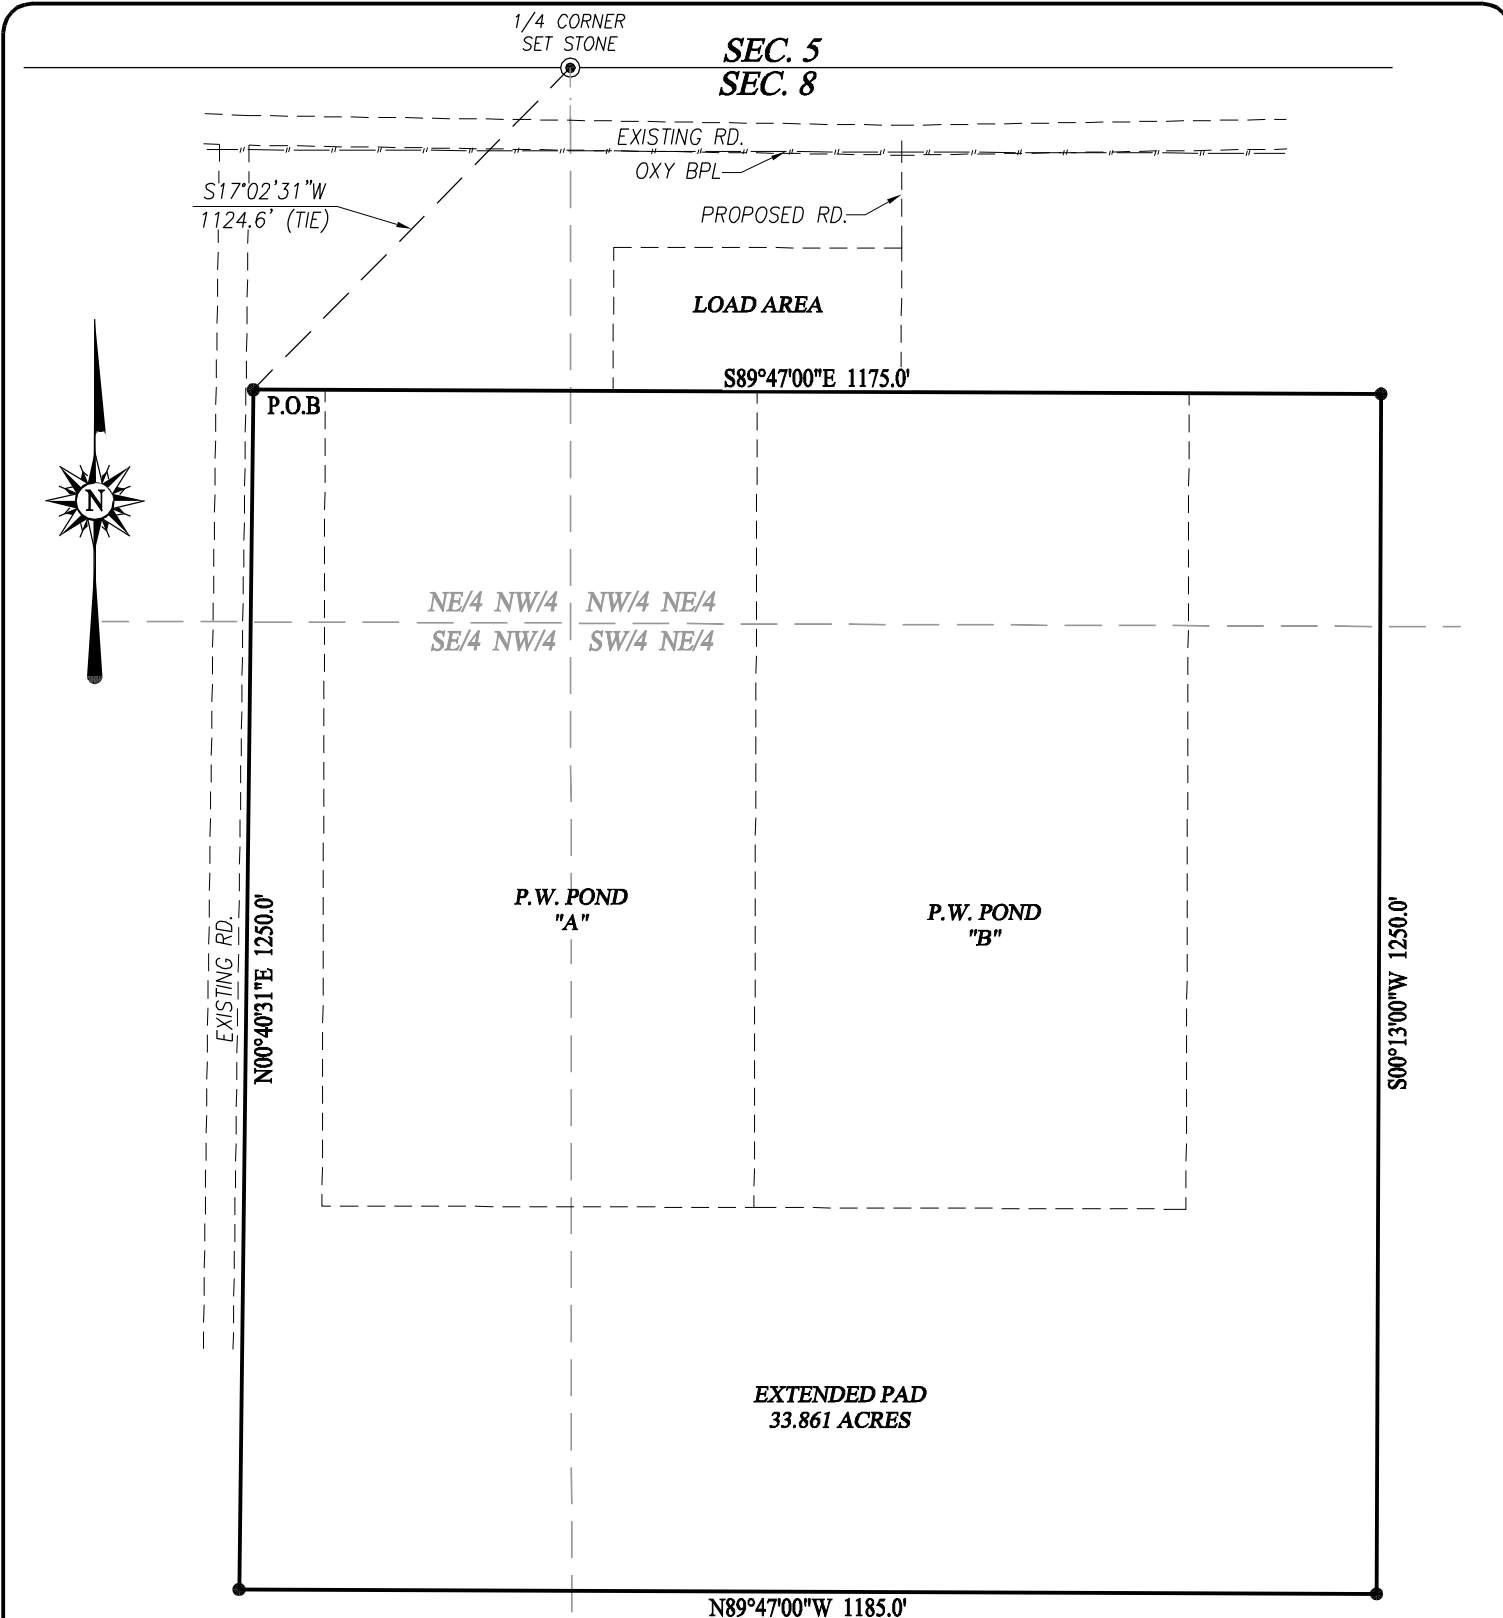 1/4 CORNER
SET STONE
SEC. 5
SEC. 8
EXISTING RD.
OXY BPL
S17°02'31"W
1124.6' (TIE)
PROPOSED RD.
LOAD AREA
S89°47'00"E 1175.0'
P.O.B
N
NE/4 NW/4 NW/4 NE/4
SE/4 NW/4 SW/4 NE/4
P.W. POND
"A"
P.W. POND
"B"
EXISTING RD.
N00°40'31"E 1250.0'
S00°13'00"W 1250.0'
EXTENDED PAD
33.861 ACRES
N89°47'00"W 1185.0'